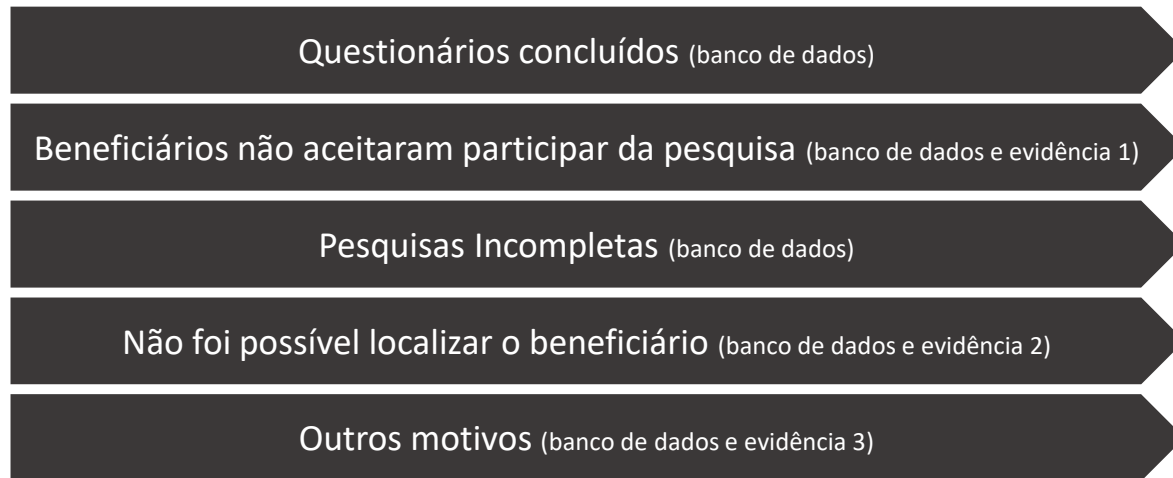 Questionários concluídos (banco de dados)
Beneficiários não aceitaram participar da pesquisa (banco de dados e evidência 1)
Pesquisas Incompletas (banco de dados)
Não foi possível localizar o beneficiário (banco de dados e evidência 2)
Outros motivos (banco de dados e evidência 3)